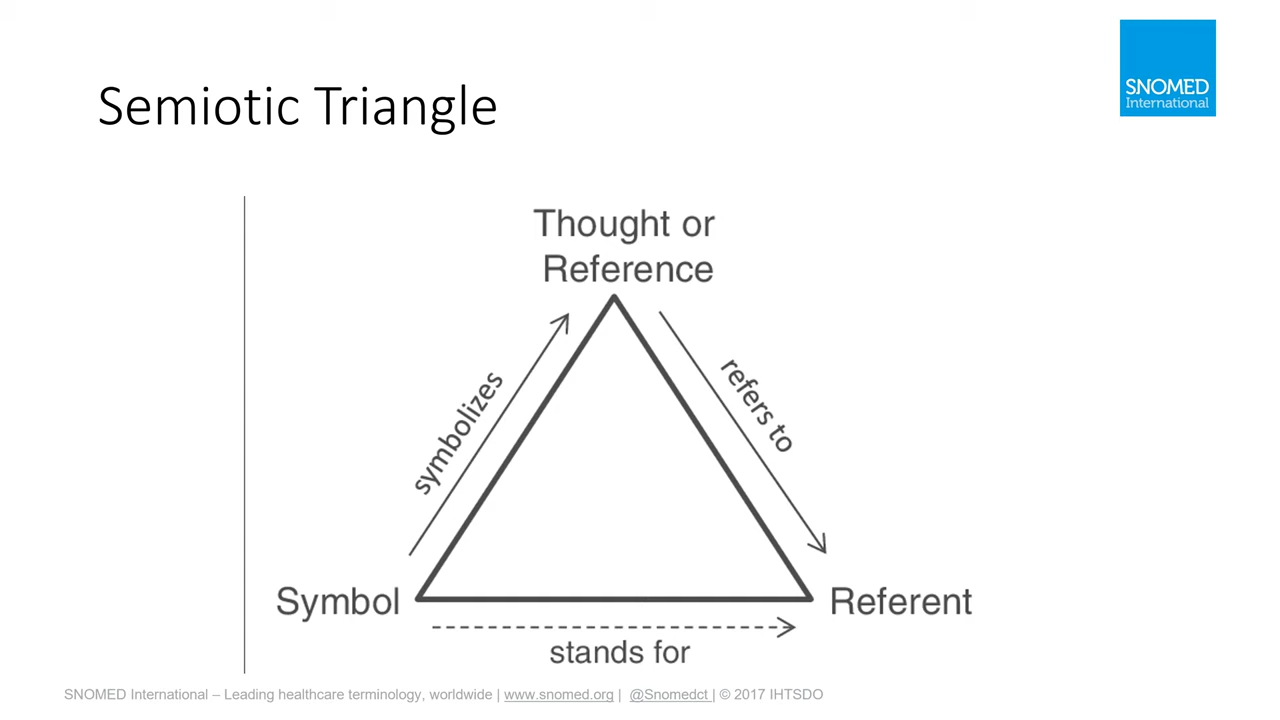 Semiotic Triangle
SNOMED
International
Thought or
Reference
symbolizes
refers to
Symbol
Referent
stands for
SNOMED International – Leading healthcare terminology, worldwide | www.snomed.org | @Snomedct | © 2017 IHTSDO